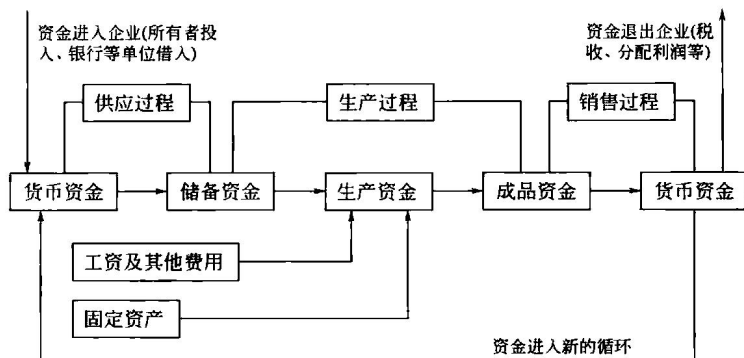 资金进入企业(所有者投
入、银行等单位借入)
资金退出企业(税
收、分配利润等)
供应过程
生产过程
销售过程
货币资金
储备资金
生产资金
成品资金
货币资金
工资及其他费用
固定资产
资金进入新的循环